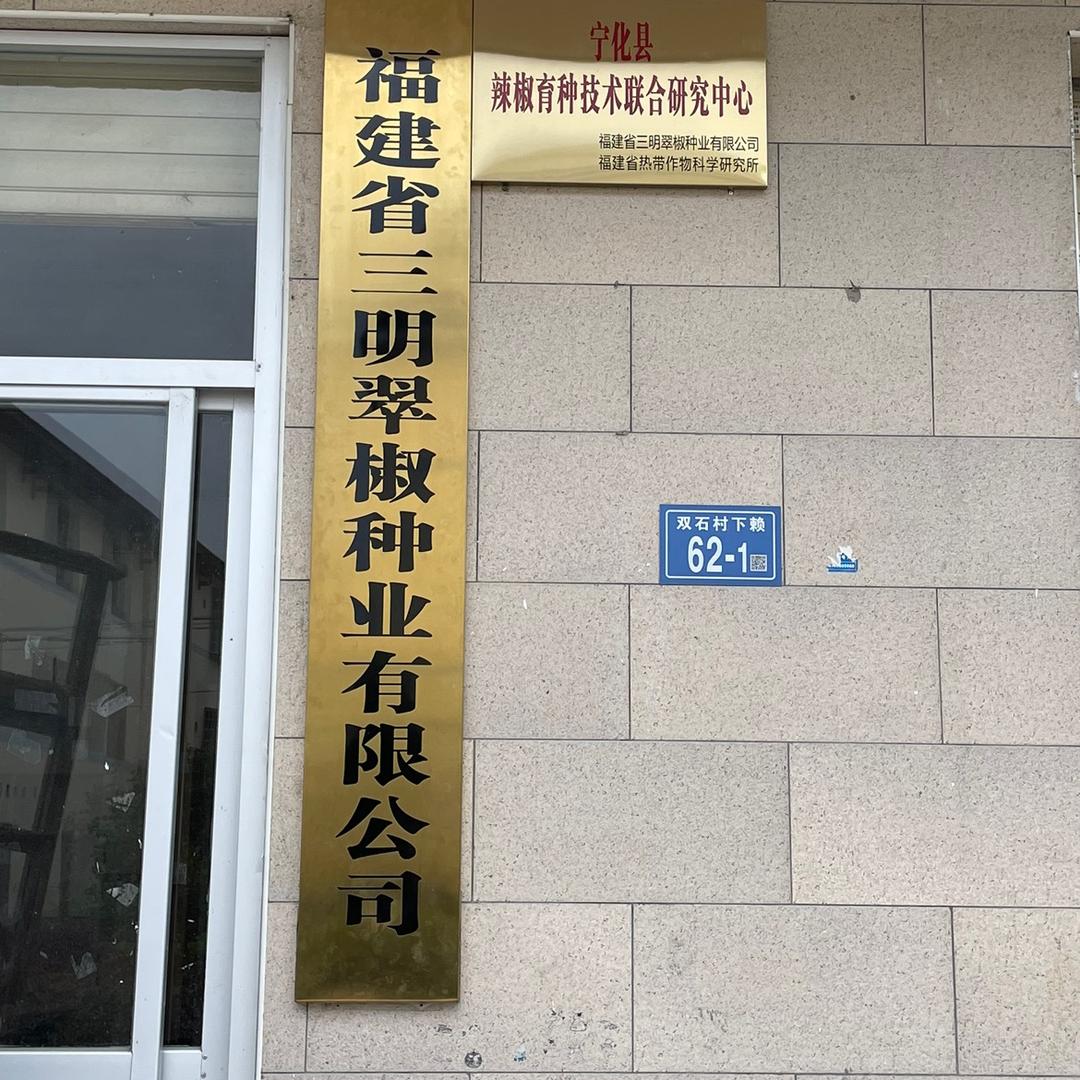 福建省三明翠椒种业有限公司
宁化县
辣椒育种技术联合研究中心
福建省三明翠椒种业有限公司
福建省热带作物科学研究所
双石村下赖
62-1